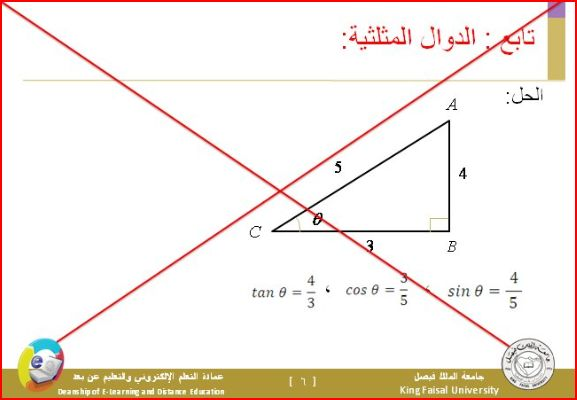 تابع : الدوال المثلثية:
الحل:
A
5
4
θ
C
3
B
tan θ = 4/3 ، cos θ = 3/5 ، sin θ = 4/5
عمادة التعلم الإلكتروني والتعليم عن بعد
Deanship of E-Learning and Distance Education
[ ٦ ]
جامعة الملك فيصل
King Faisal University